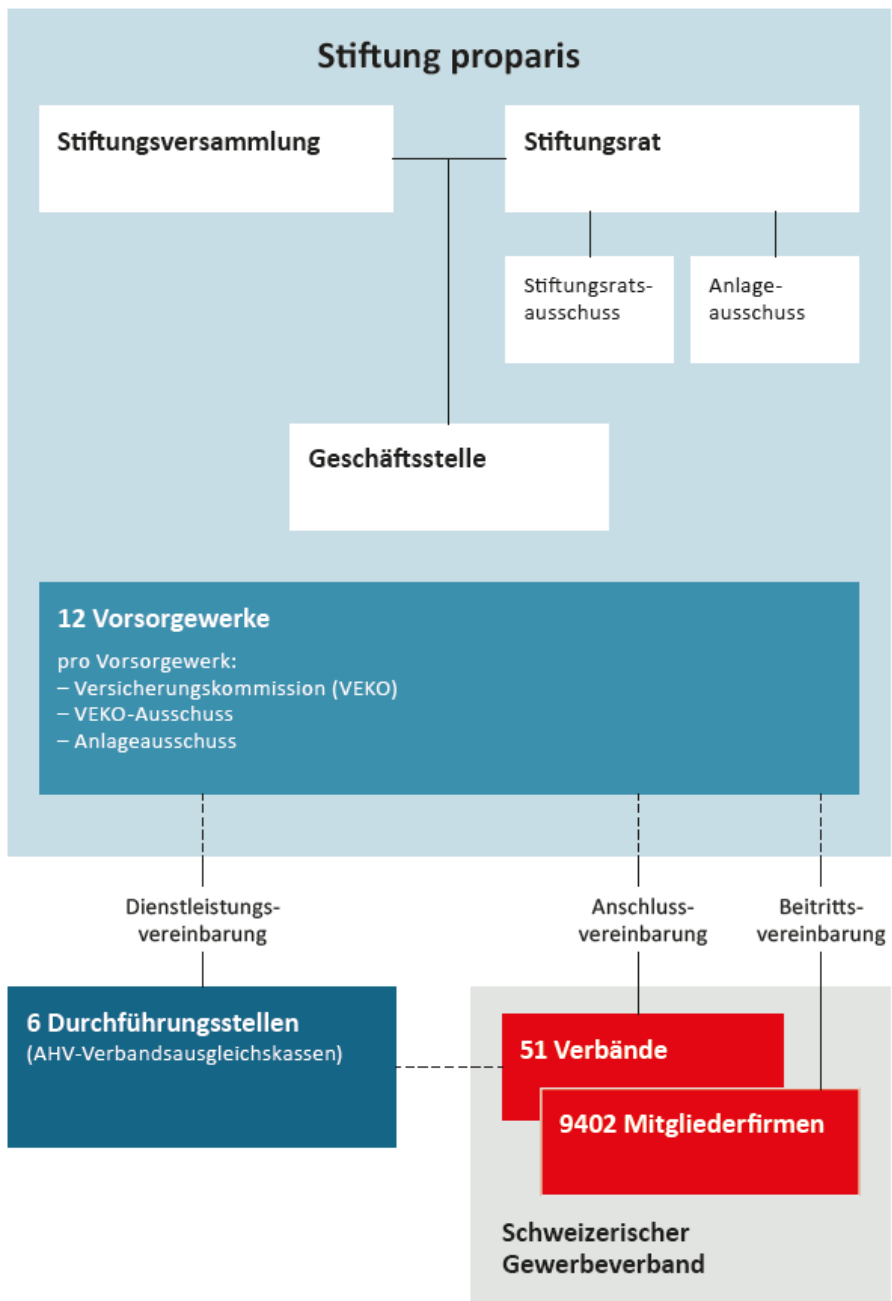 Stiftung proparis
Stiftungsversammlung
Stiftungsrat
Stiftungsrats-
ausschuss
Anlage-
ausschuss
Geschäftsstelle
12 Vorsorgewerke
pro Vorsorgewerk:
– Versicherungskommission (VEKO)
– VEKO-Ausschuss
– Anlageausschuss
Dienstleistungs-
vereinbarung
Anschluss-
vereinbarung
Beitritts-
vereinbarung
6 Durchführungsstellen
(AHV-Verbandsausgleichskassen)
51 Verbände
9402 Mitgliederfirmen
Schweizerischer
Gewerbeverband